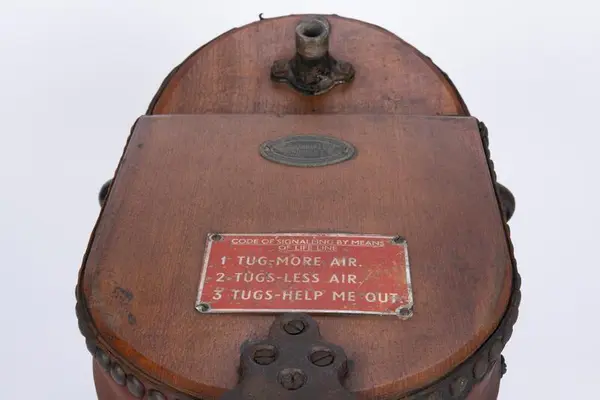 CODE OF SIGNALLING BY MEANS
OF LIFE LINE
1 TUG-MORE AIR.
2-TUGS-LESS AIR.
3 TUGS-HELP ME OUT.